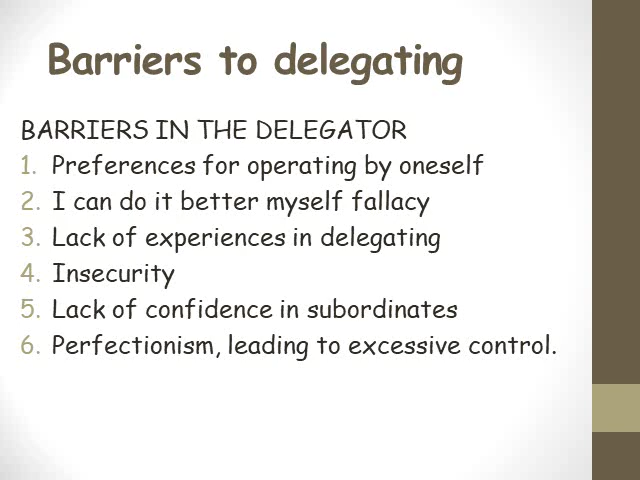 Barriers to delegating
BARRIERS IN THE DELEGATOR
1. Preferences for operating by oneself
2. I can do it better myself fallacy
3. Lack of experiences in delegating
4. Insecurity
5. Lack of confidence in subordinates
6. Perfectionism, leading to excessive control.